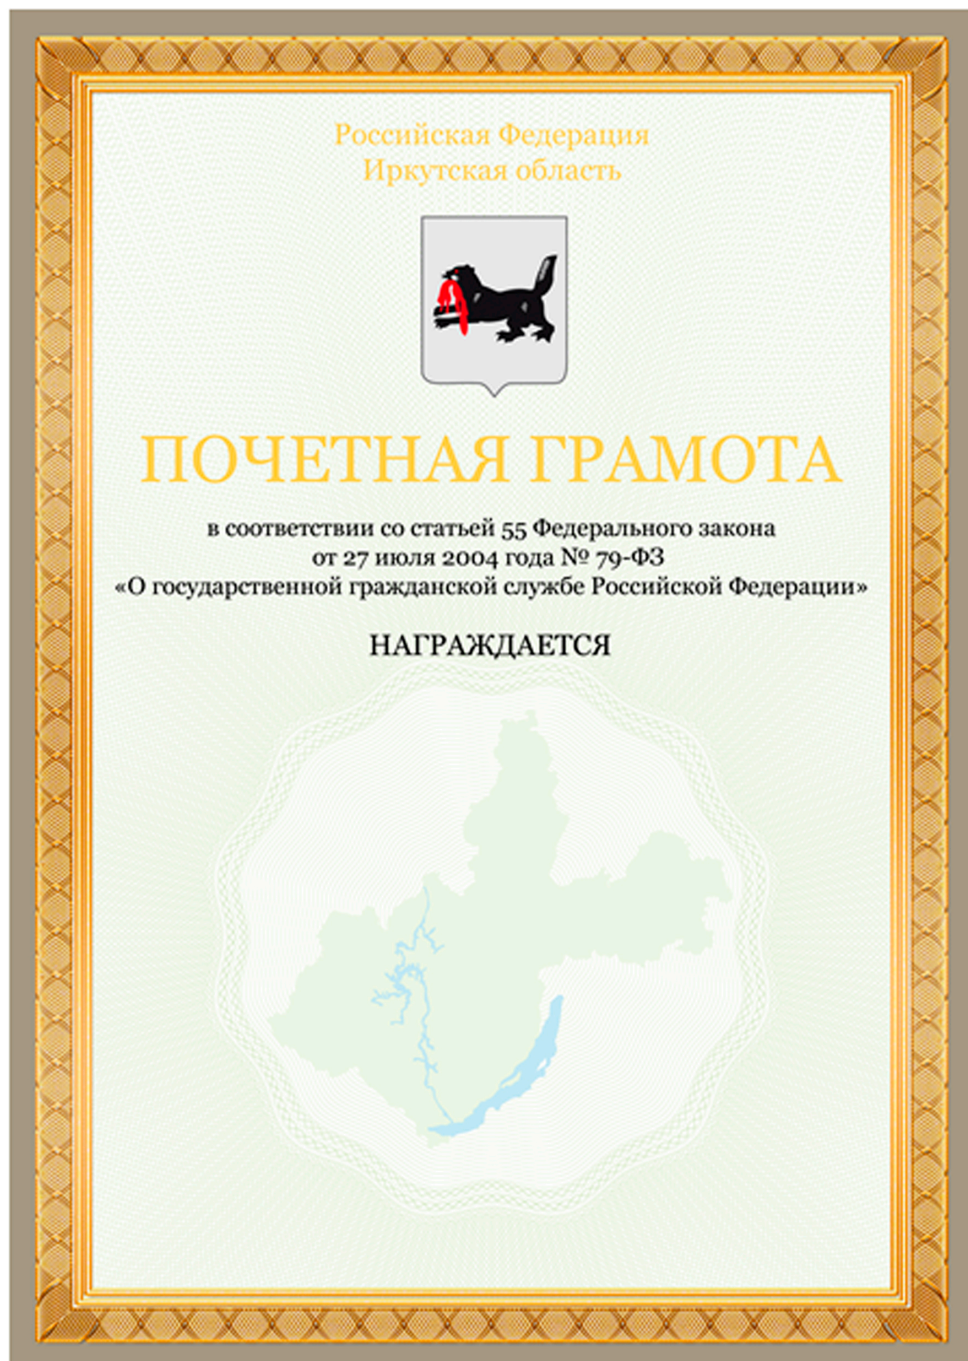 Российская Федерация
Иркутская область
ПОЧЕТНАЯ ГРАМОТА
в соответствии со статьей 55 Федерального закона
от 27 июля 2004 года № 79-ФЗ
«О государственной гражданской службе Российской Федерации»
НАГРАЖДАЕТСЯ